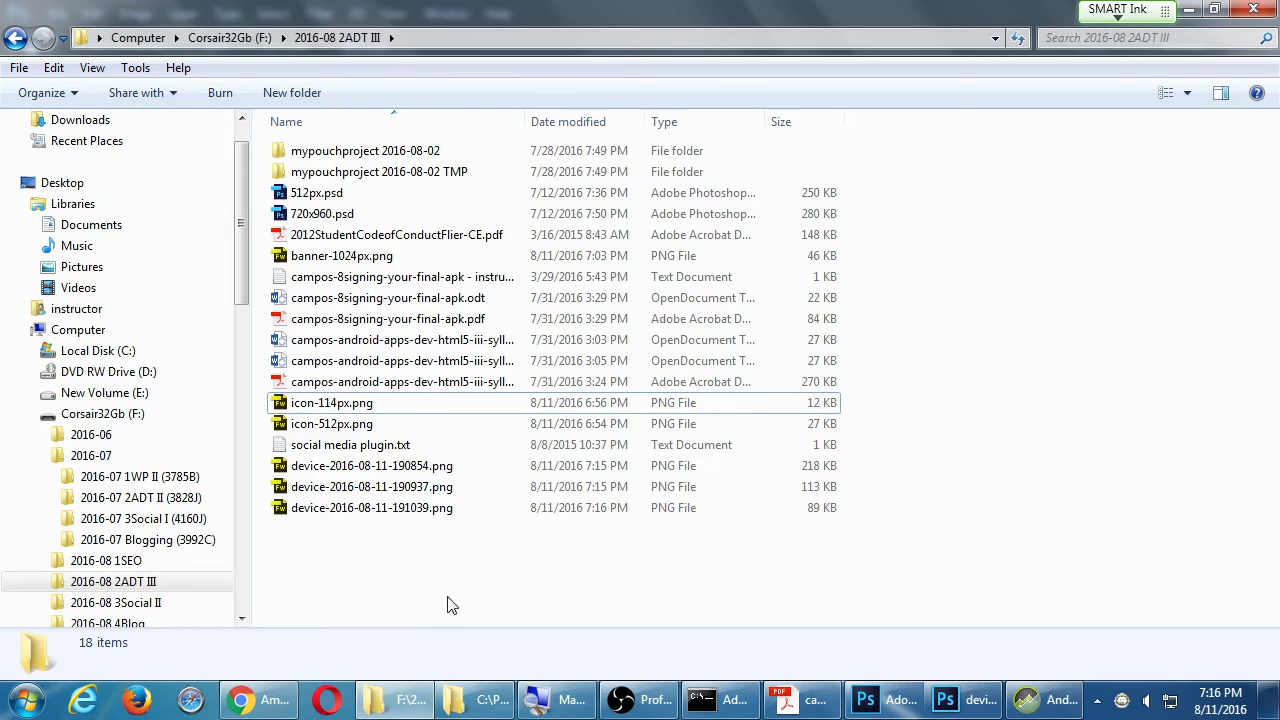 SMART Ink
Computer
Corsair32Gb (F:)
2016-08 2ADT III
Search 2016-08 2ADT III
File Edit View Tools Help
Organize Share with Burn New folder
Downloads
Recent Places
Desktop
Libraries
Documents
Music
Pictures
Videos
instructor
Computer
Local Disk (C:)
DVD RW Drive (D:)
New Volume (E:)
Corsair32Gb (F:)
2016-06
2016-07
2016-07 1WP II (3785B)
2016-07 2ADT II (3828J)
2016-07 3Social I (4160J)
2016-07 Blogging (3992C)
2016-08 1SEO
2016-08 2ADT III
2016-08 3Social II
2016-08 4Blog
Name Date modified Type Size
mypouchproject 2016-08-02 7/28/2016 7:49 PM File folder
mypouchproject 2016-08-02 TMP 7/28/2016 7:49 PM File folder
512px.psd 7/12/2016 7:36 PM Adobe Photoshop... 250 KB
720x960.psd 7/12/2016 7:50 PM Adobe Photoshop... 280 KB
2012StudentCodeofConductFlier-CE.pdf 3/16/2015 8:43 AM Adobe Acrobat D... 148 KB
banner-1024px.png 8/11/2016 7:03 PM PNG File 46 KB
campos-8signing-your-final-apk - instru... 3/29/2016 5:43 PM Text Document 1 KB
campos-8signing-your-final-apk.odt 7/31/2016 3:29 PM OpenDocument T... 22 KB
campos-8signing-your-final-apk.pdf 7/31/2016 3:29 PM Adobe Acrobat D... 84 KB
campos-android-apps-dev-html5-iii-syll... 7/31/2016 3:03 PM OpenDocument T... 27 KB
campos-android-apps-dev-html5-iii-syll... 7/31/2016 3:05 PM OpenDocument T... 27 KB
campos-android-apps-dev-html5-iii-syll... 7/31/2016 3:24 PM Adobe Acrobat D... 270 KB
icon-114px.png 8/11/2016 6:56 PM PNG File 12 KB
icon-512px.png 8/11/2016 6:54 PM PNG File 27 KB
social media plugin.txt 8/8/2015 10:37 PM Text Document 1 KB
device-2016-08-11-190854.png 8/11/2016 7:15 PM PNG File 218 KB
device-2016-08-11-190937.png 8/11/2016 7:15 PM PNG File 113 KB
device-2016-08-11-191039.png 8/11/2016 7:16 PM PNG File 89 KB
18 items
Am... F:\2... C:\P... Ma... Prof... Ad... ca... Ado... devi... And...
7:16 PM
8/11/2016